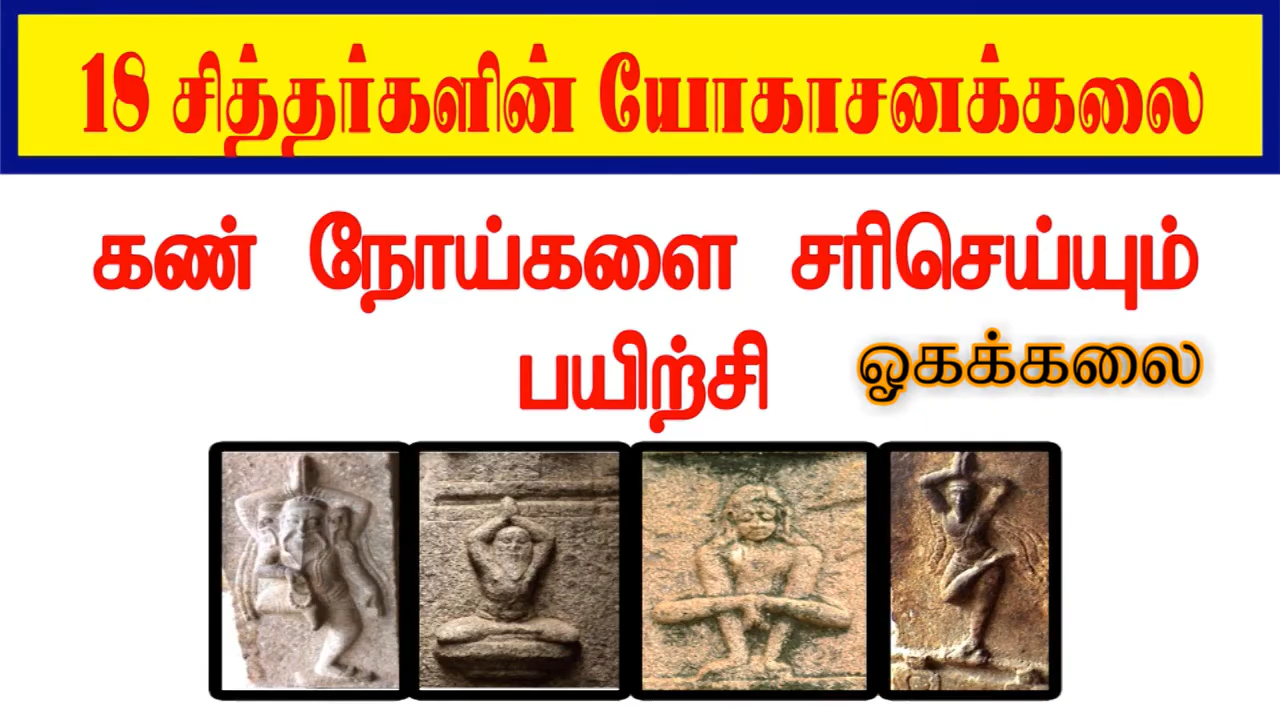 18 சித்தர்களின் யோகாசனக்கலை
கண் நோய்களை சரிசெய்யும்
பயிற்சி
ஓகக்கலை